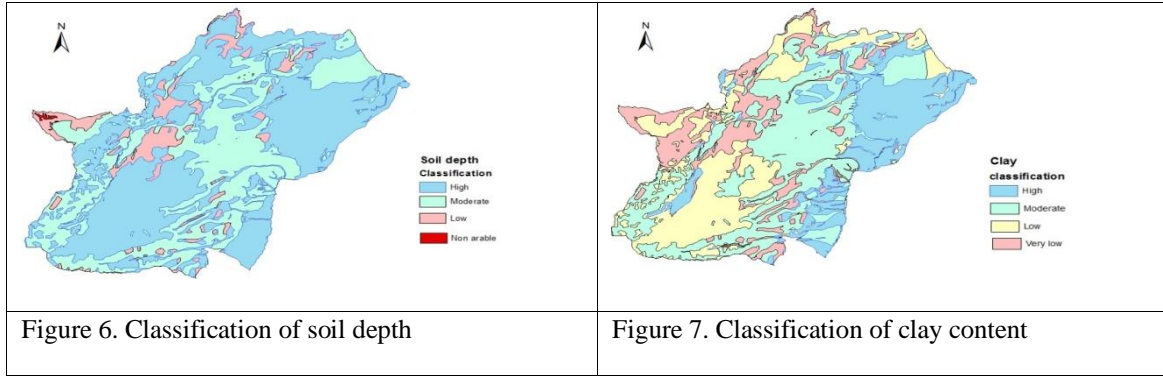 N
Soil depth
Classification
High
Moderate
Low
Non arable
Figure 6. Classification of soil depth
N
Clay
classification
High
Moderate
Low
Very low
Figure 7. Classification of clay content